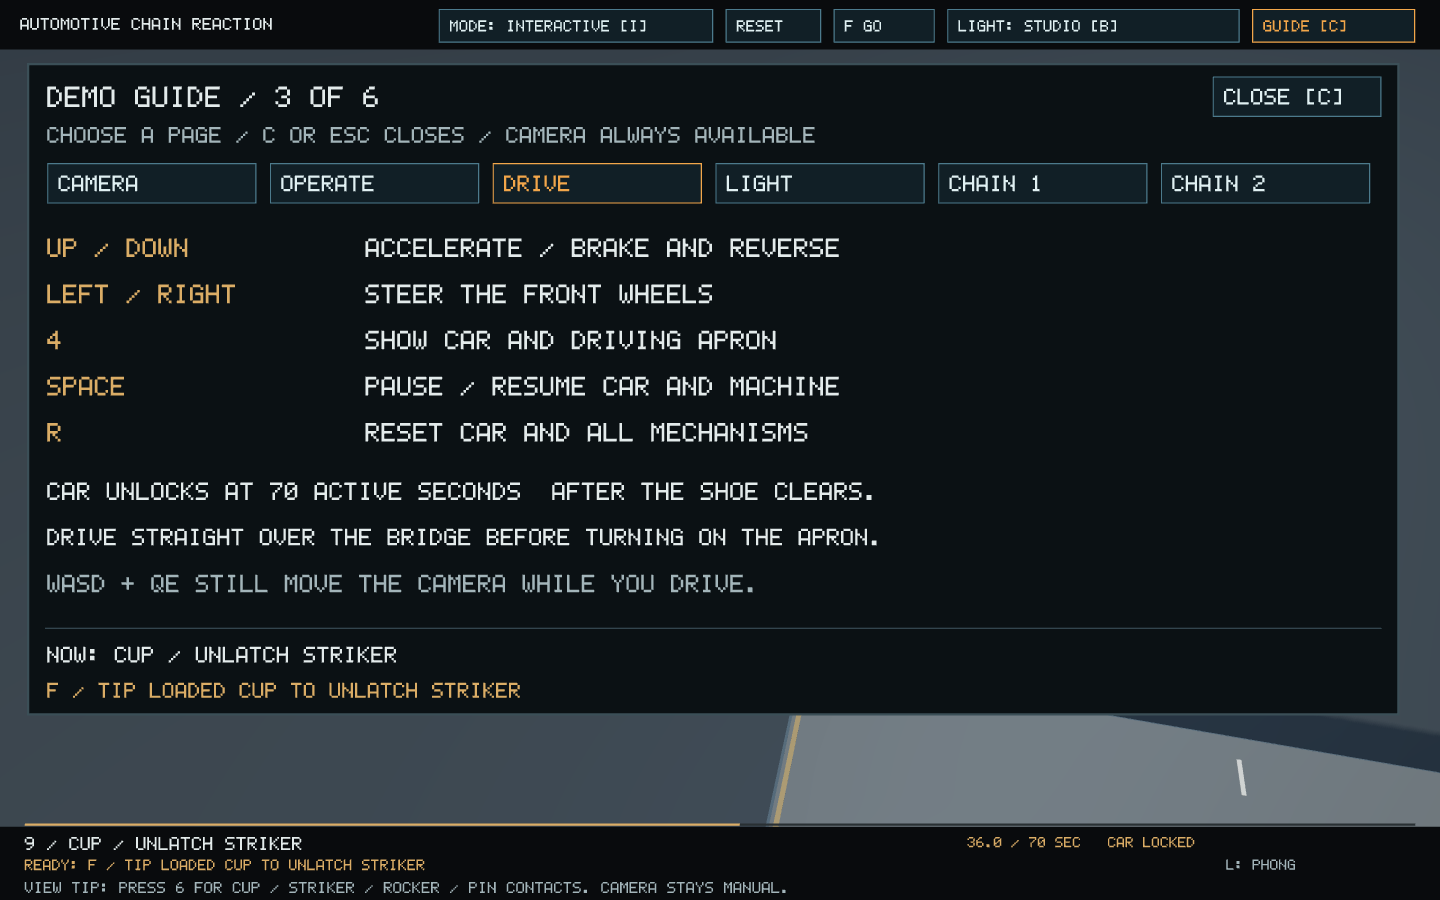 AUTOMOTIVE CHAIN REACTION
MODE: INTERACTIVE [I]
RESET
F GO
LIGHT: STUDIO [B]
GUIDE [C]
DEMO GUIDE / 3 OF 6
CLOSE [C]
CHOOSE A PAGE / C OR ESC CLOSES / CAMERA ALWAYS AVAILABLE
CAMERA
OPERATE
DRIVE
LIGHT
CHAIN 1
CHAIN 2
UP / DOWN ACCELERATE / BRAKE AND REVERSE
LEFT / RIGHT STEER THE FRONT WHEELS
4 SHOW CAR AND DRIVING APRON
SPACE PAUSE / RESUME CAR AND MACHINE
R RESET CAR AND ALL MECHANISMS
CAR UNLOCKS AT 70 ACTIVE SECONDS  AFTER THE SHOE CLEARS.
DRIVE STRAIGHT OVER THE BRIDGE BEFORE TURNING ON THE APRON.
WASD + QE STILL MOVE THE CAMERA WHILE YOU DRIVE.
NOW: CUP / UNLATCH STRIKER
F / TIP LOADED CUP TO UNLATCH STRIKER
9 / CUP / UNLATCH STRIKER
36.0 / 70 SEC CAR LOCKED
READY: F / TIP LOADED CUP TO UNLATCH STRIKER
L: PHONG
VIEW TIP: PRESS 6 FOR CUP / STRIKER / ROCKER / PIN CONTACTS. CAMERA STAYS MANUAL.